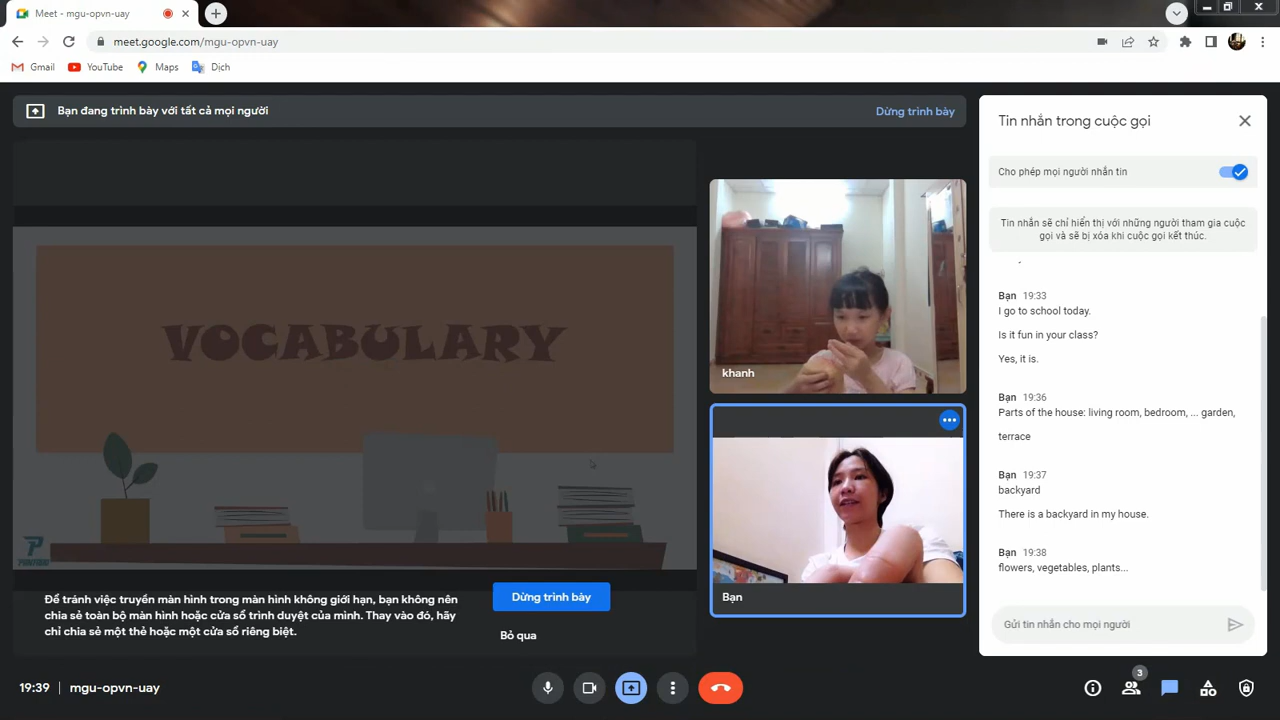 Meet - mgu-opvn-uay
meet.google.com/mgu-opvn-uay
Gmail YouTube Maps Dịch
Bạn đang trình bày với tất cả mọi người Dừng trình bày
VOCABULARY
Để tránh việc truyền màn hình trong màn hình không giới hạn, bạn không nên
chia sẻ toàn bộ màn hình hoặc cửa sổ trình duyệt của mình. Thay vào đó, hãy
chỉ chia sẻ một thẻ hoặc một cửa sổ riêng biệt.
Dừng trình bày
Bỏ qua
khanh
Bạn
Tin nhắn trong cuộc gọi
Cho phép mọi người nhắn tin
Tin nhắn sẽ chỉ hiển thị với những người tham gia cuộc
gọi và sẽ bị xóa khi cuộc gọi kết thúc.
Bạn 19:33
I go to school today.
Is it fun in your class?
Yes, it is.
Bạn 19:36
Parts of the house: living room, bedroom, ... garden,
terrace
Bạn 19:37
backyard
There is a backyard in my house.
Bạn 19:38
flowers, vegetables, plants...
Gửi tin nhắn cho mọi người
19:39 | mgu-opvn-uay
3